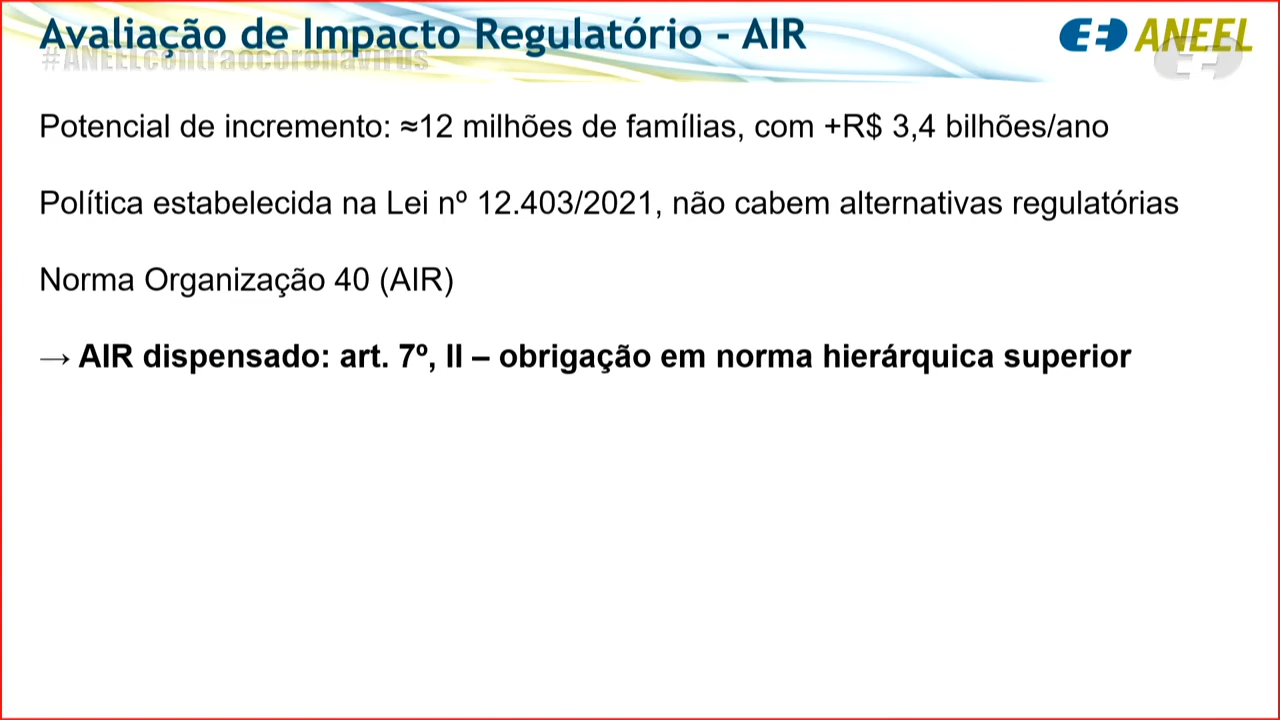 Avaliação de Impacto Regulatório - AIR
ANEEL
#ANEELcontraocoronavirus
Potencial de incremento: ≈12 milhões de famílias, com +R$ 3,4 bilhões/ano
Política estabelecida na Lei nº 12.403/2021, não cabem alternativas regulatórias
Norma Organização 40 (AIR)
→ AIR dispensado: art. 7º, II – obrigação em norma hierárquica superior